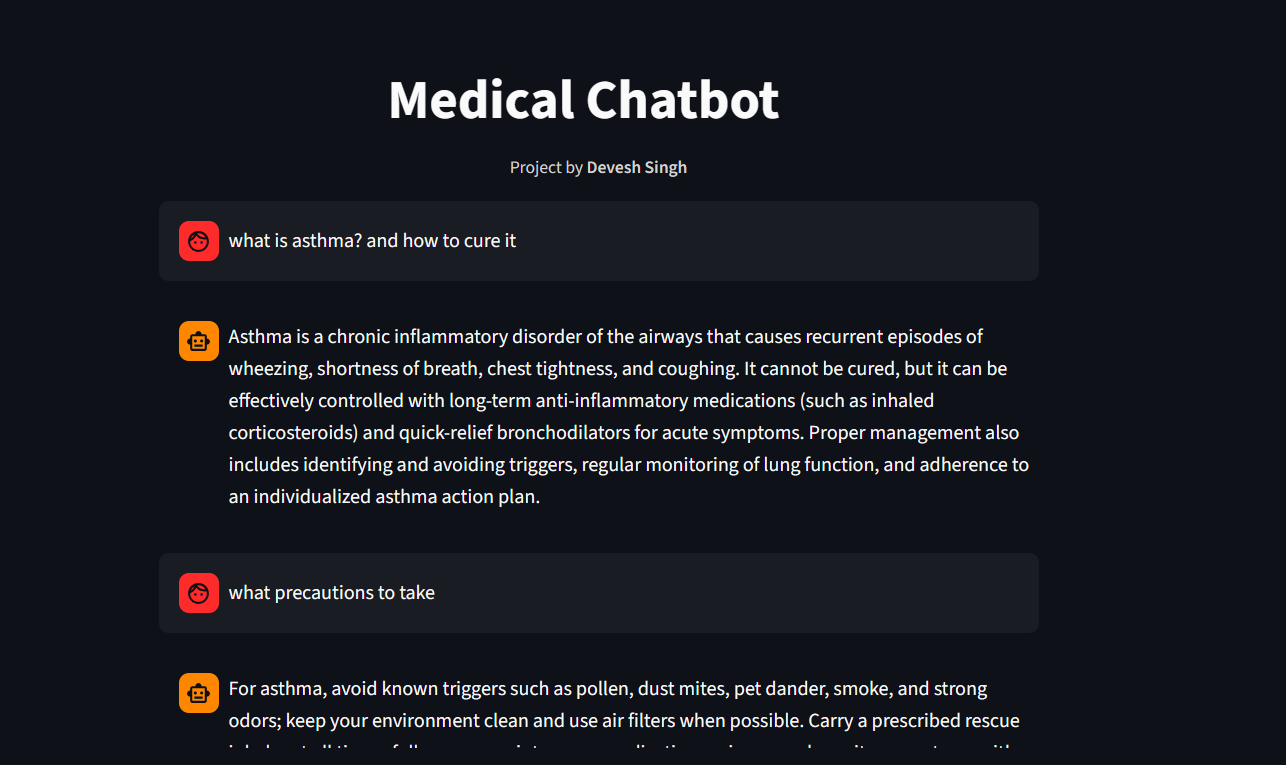 Medical Chatbot
Project by Devesh Singh
what is asthma? and how to cure it
Asthma is a chronic inflammatory disorder of the airways that causes recurrent episodes of
wheezing, shortness of breath, chest tightness, and coughing. It cannot be cured, but it can be
effectively controlled with long-term anti-inflammatory medications (such as inhaled
corticosteroids) and quick-relief bronchodilators for acute symptoms. Proper management also
includes identifying and avoiding triggers, regular monitoring of lung function, and adherence to
an individualized asthma action plan.
what precautions to take
For asthma, avoid known triggers such as pollen, dust mites, pet dander, smoke, and strong
odors; keep your environment clean and use air filters when possible. Carry a prescribed rescue